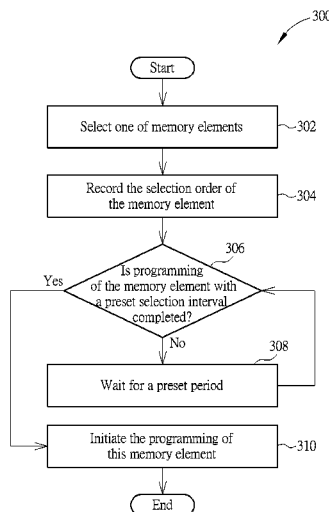 300
Start
Select one of memory elements
302
Record the selection order of
the memory element
304
306
Is programming
of the memory element with
a preset selection interval
completed?
Yes
No
308
Wait for a preset period
Initiate the programming of
this memory element
310
End